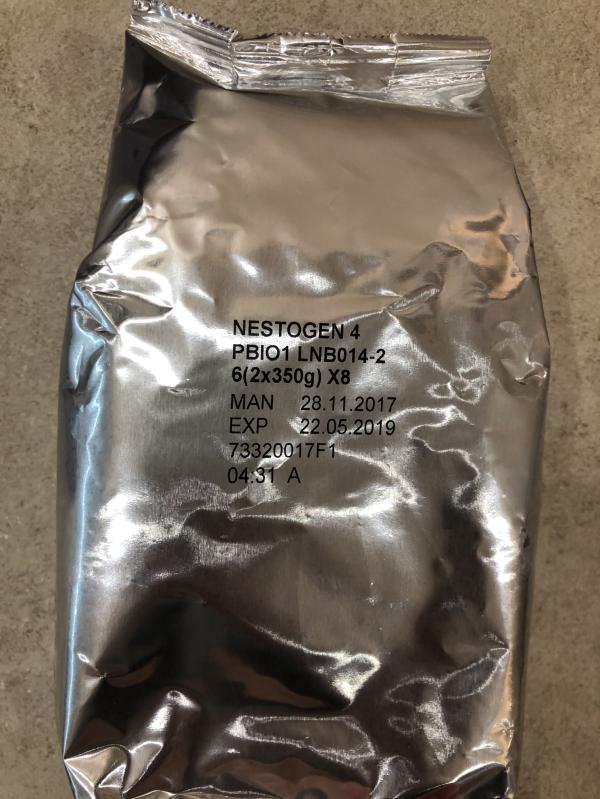 NESTOGEN 4
PBIO1 LNB014-2
6(2x350g) X8
MAN 28.11.2017
EXP 22.05.2019
73320017F1
04:31 A